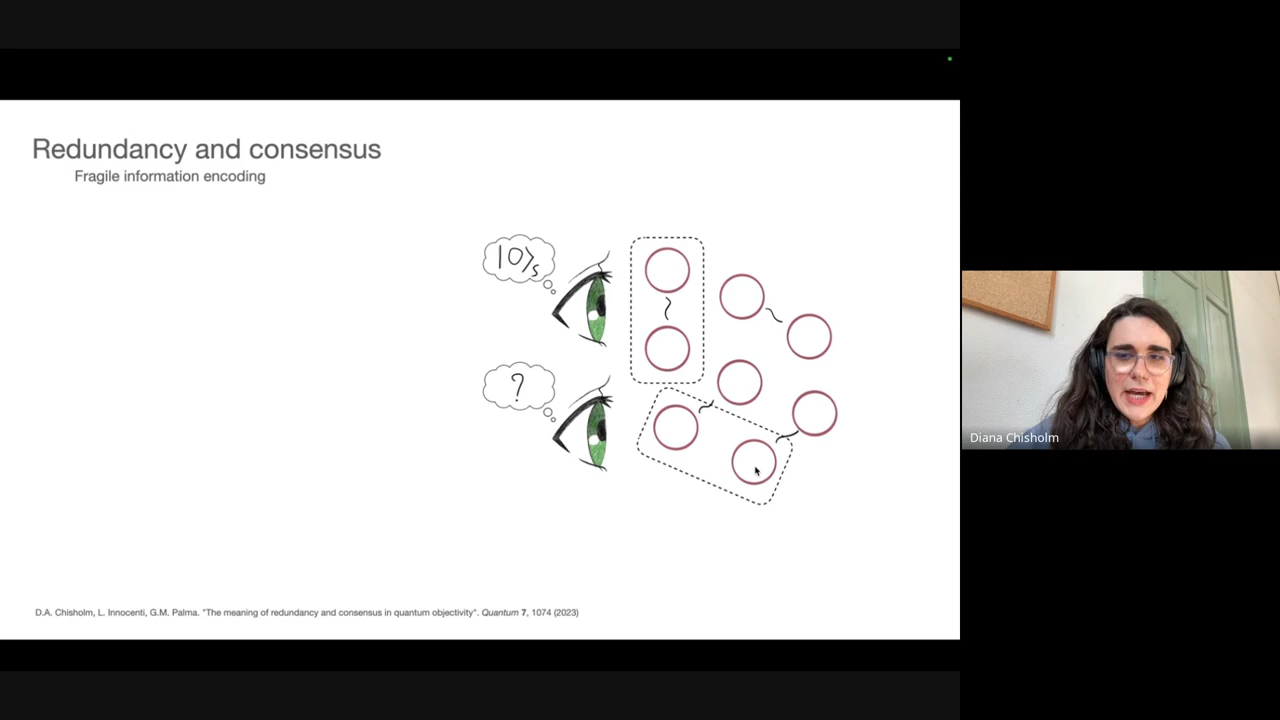 Redundancy and consensus
Fragile information encoding
|0⟩s
?
D.A. Chisholm, L. Innocenti, G.M. Palma. "The meaning of redundancy and consensus in quantum objectivity". Quantum 7, 1074 (2023)
Diana Chisholm